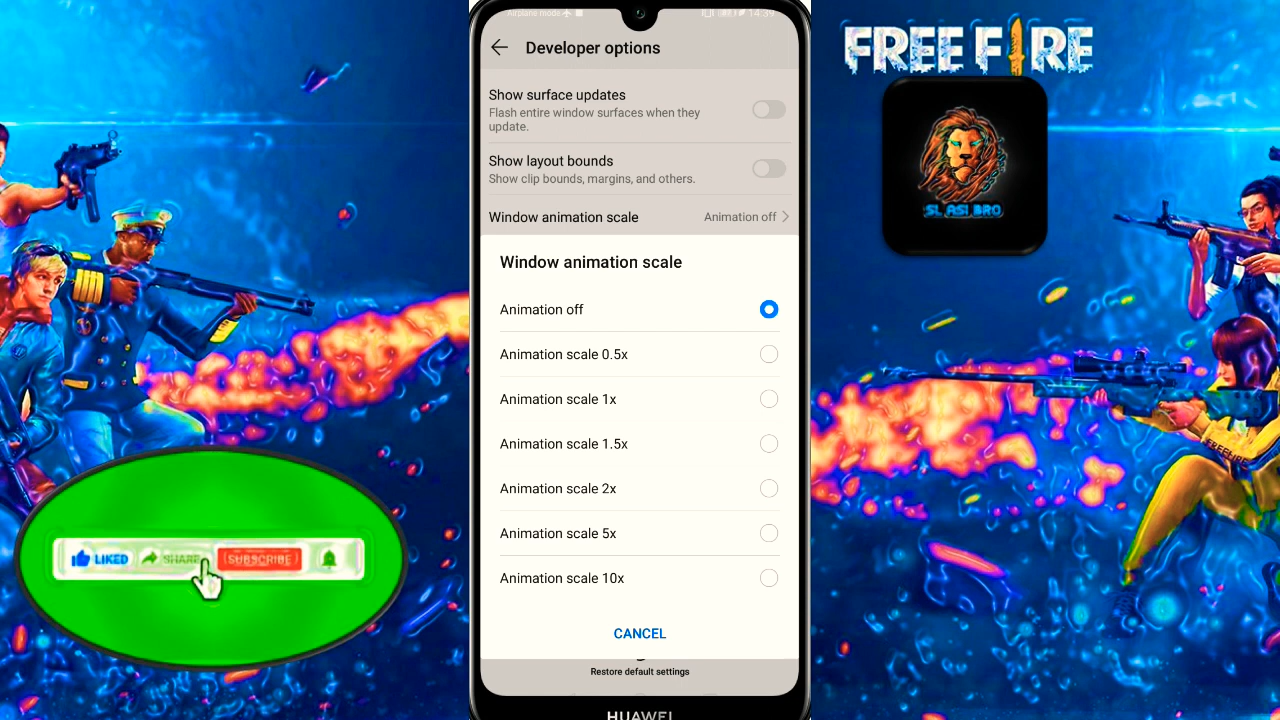 Airplane mode
14:39
Developer options
Show surface updates
Flash entire window surfaces when they
update.
Show layout bounds
Show clip bounds, margins, and others.
Window animation scale Animation off
Window animation scale
Animation off
Animation scale 0.5x
Animation scale 1x
Animation scale 1.5x
Animation scale 2x
Animation scale 5x
Animation scale 10x
CANCEL
Restore default settings
HUAWEI
FREE FIRE
SL ASI BRO
FREEFIRE
LIKED SHARE SUBSCRIBE